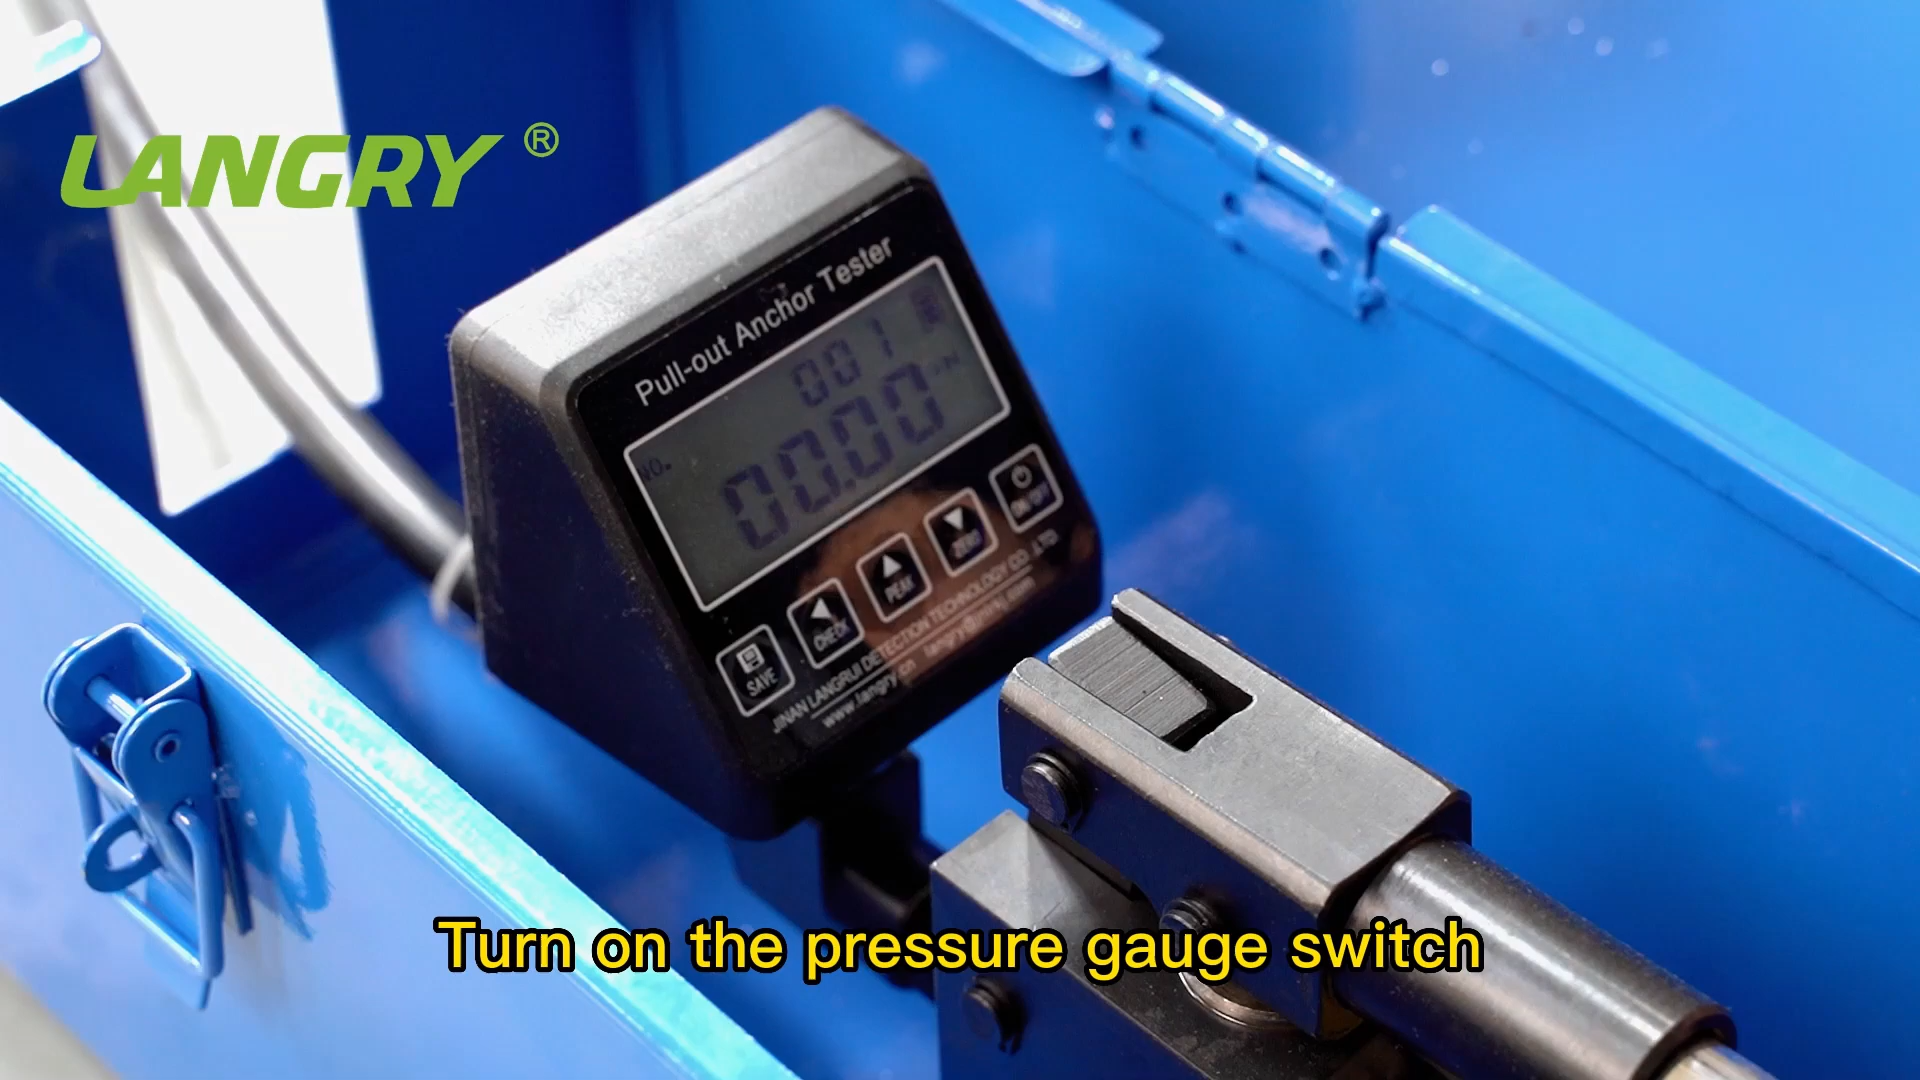 LANGRY ®
Pull-out Anchor Tester
001
NO.
00.00
SAVE
CHECK
PEAK
ZERO
ON/OFF
JINAN LANGRUI DETECTION TECHNOLOGY CO.,LTD
www.langry.cn
Turn on the pressure gauge switch